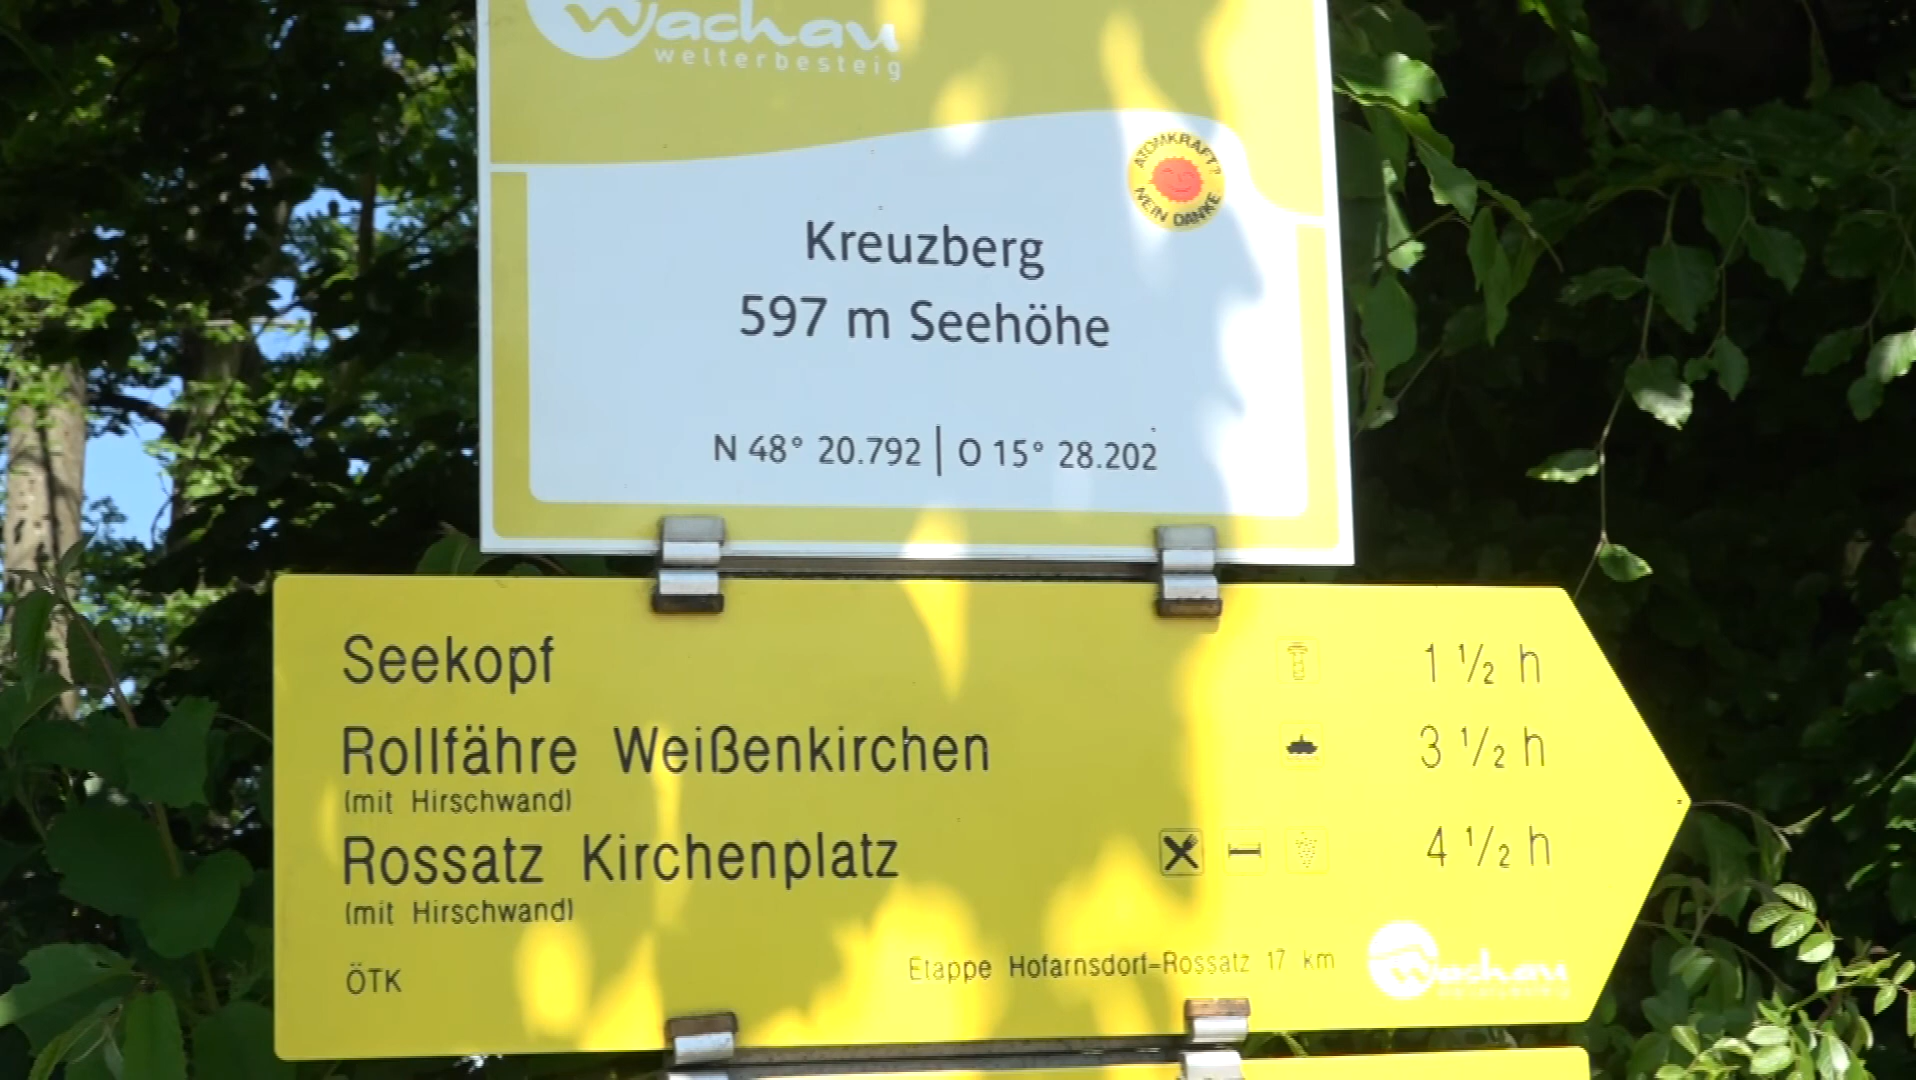 Wachau
welterbesteig
ATOMKRAFT?
NEIN DANKE
Kreuzberg
597 m Seehöhe
N 48° 20.792 | O 15° 28.202
Seekopf 1 ½ h
Rollfähre Weißenkirchen 3 ½ h
(mit Hirschwand)
Rossatz Kirchenplatz 4 ½ h
(mit Hirschwand)
Etappe Hofarnsdorf-Rossatz 17 km
ÖTK
Wachau